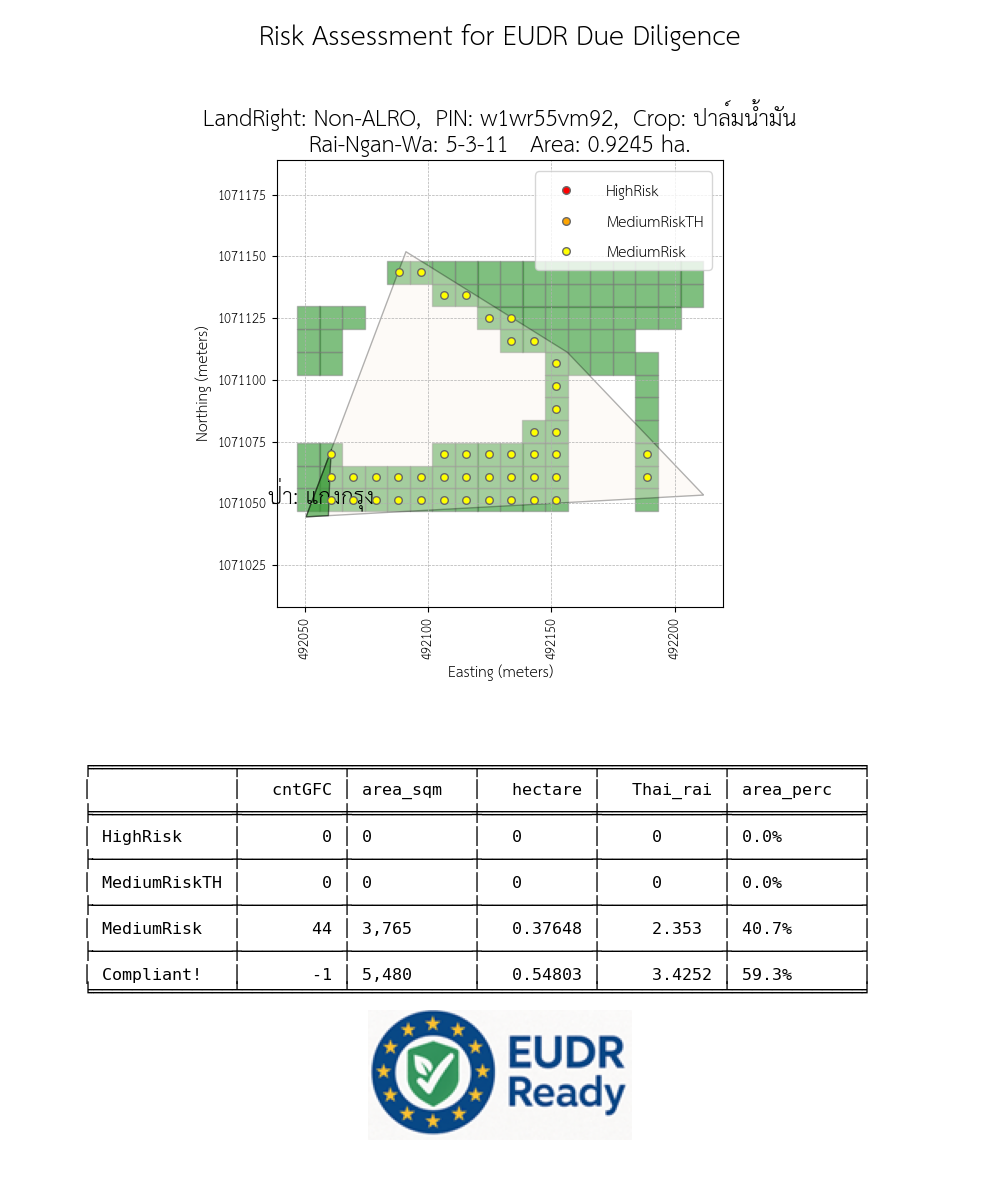 Risk Assessment for EUDR Due Diligence
LandRight: Non-ALRO, PIN: w1wr55vm92, Crop: ปาล์มน้ำมัน
Rai-Ngan-Wa: 5-3-11 Area: 0.9245 ha.
HighRisk
MediumRiskTH
MediumRisk
1071175
1071150
1071125
1071100
1071075
1071050
1071025
Northing (meters)
ป่า: แก่งกรุง
492050
492100
492150
492200
Easting (meters)
cntGFC area_sqm hectare Thai_rai area_perc
HighRisk 0 0 0 0 0.0%
MediumRiskTH 0 0 0 0 0.0%
MediumRisk 44 3,765 0.37648 2.353 40.7%
Compliant! -1 5,480 0.54803 3.4252 59.3%
EUDR
Ready